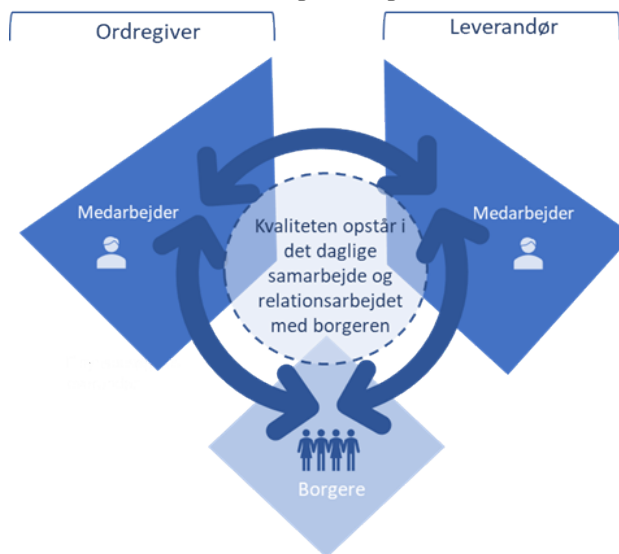 Ordregiver
Leverandør
Medarbejder
Medarbejder
Kvaliteten opstår i
det daglige
samarbejde og
relationsarbejdet
med borgeren
Borgere